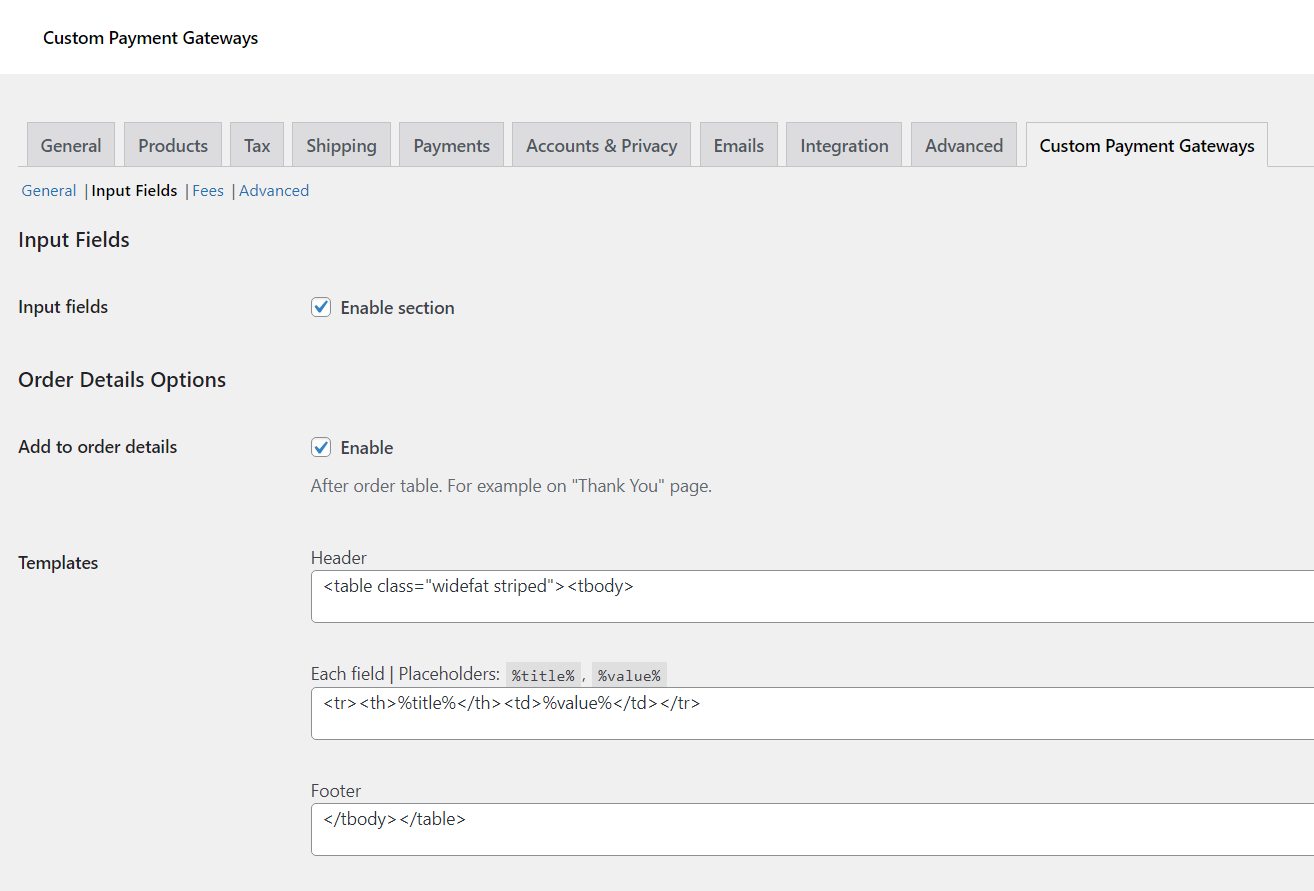 Custom Payment Gateways
General Products Tax Shipping Payments Accounts & Privacy Emails Integration Advanced Custom Payment Gateways
General | Input Fields | Fees | Advanced
Input Fields
Input fields Enable section
Order Details Options
Add to order details Enable
After order table. For example on "Thank You" page.
Templates Header
<table class="widefat striped"><tbody>
Each field | Placeholders: %title% , %value%
<tr><th>%title%</th><td>%value%</td></tr>
Footer
</tbody></table>